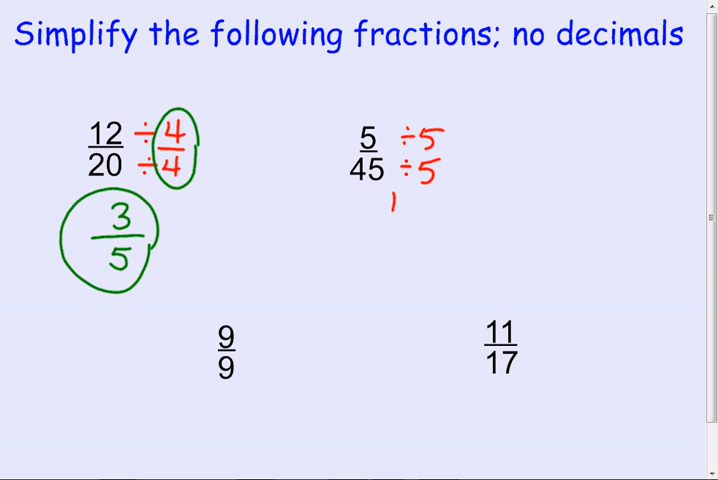 Simplify the following fractions; no decimals
12 ÷ 4
20 ÷ 4
3
5
5 ÷ 5
45 ÷ 5
1
9
9
11
17